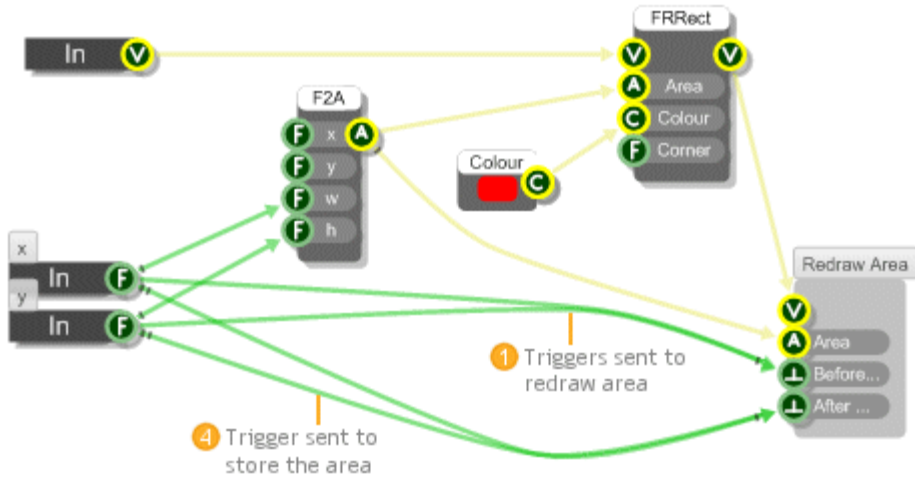 FRRect
In V
V V
F2A
A Area
C Colour
F Corner
F x A
F y
F w
F h
Colour
C
x
In F
y
In F
Redraw Area
V
A Area
Before...
After ...
1 Triggers sent to
redraw area
4 Trigger sent to
store the area